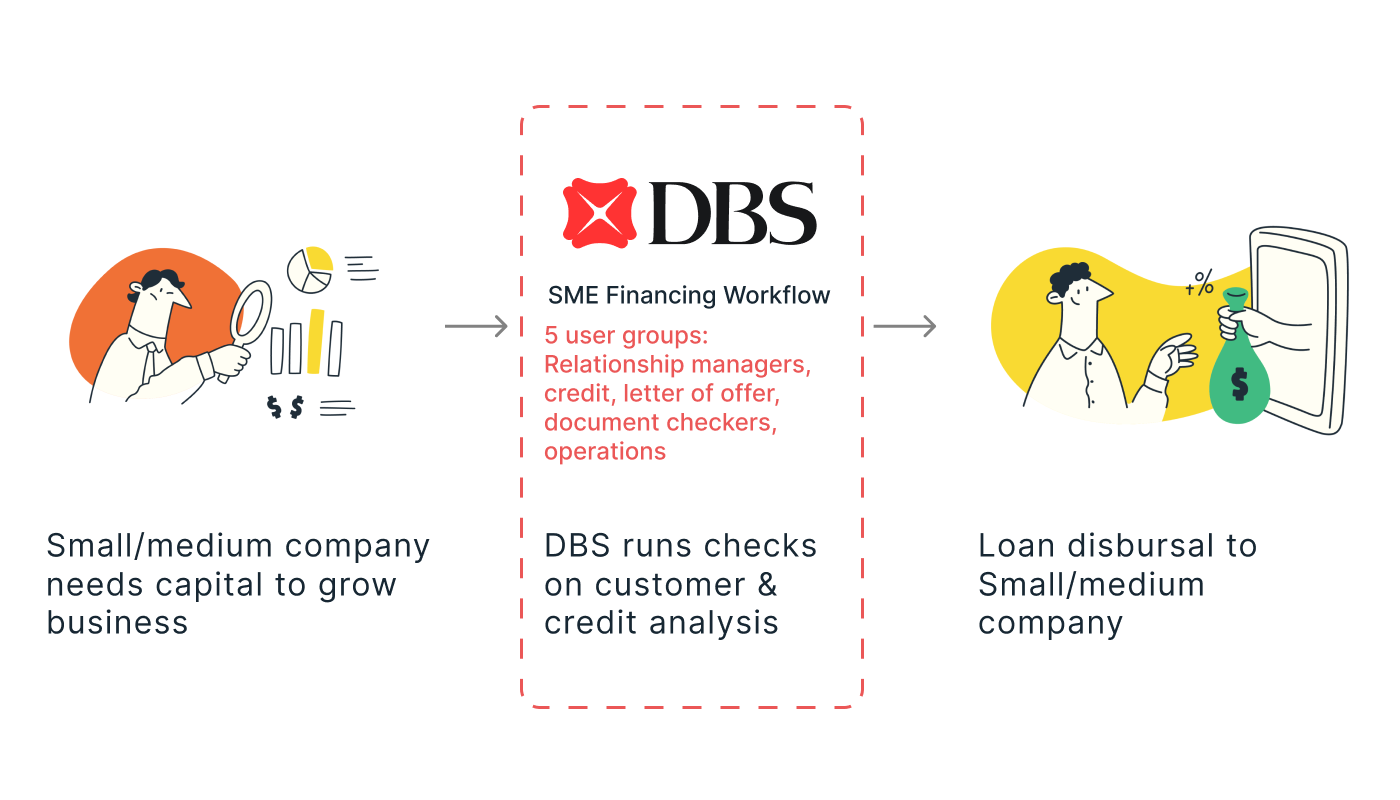 Small/medium company
needs capital to grow
business
DBS
SME Financing Workflow
5 user groups:
Relationship managers,
credit, letter of offer,
document checkers,
operations
DBS runs checks
on customer &
credit analysis
$ $
+%
$
Loan disbursal to
Small/medium
company